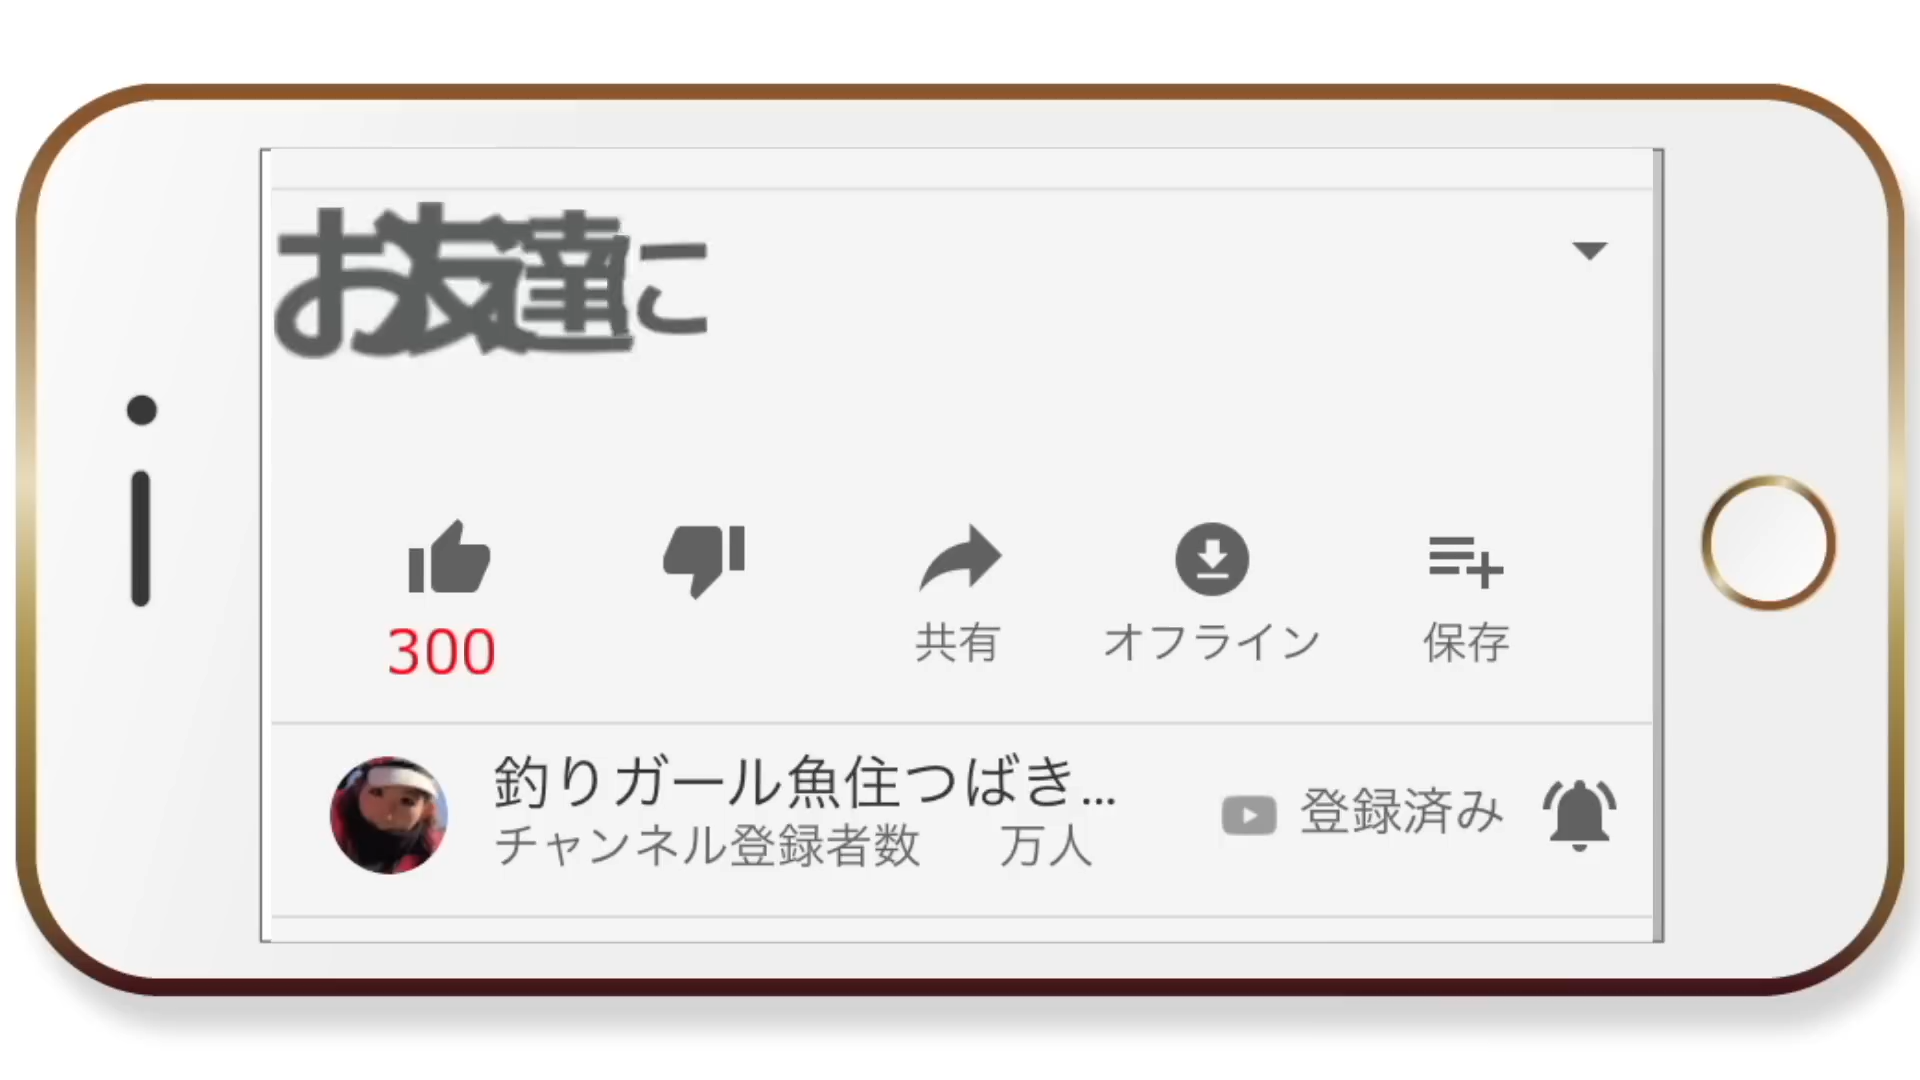 お友達に
300
共有
オフライン
保存
釣りガール魚住つばき...
チャンネル登録者数 万人
登録済み